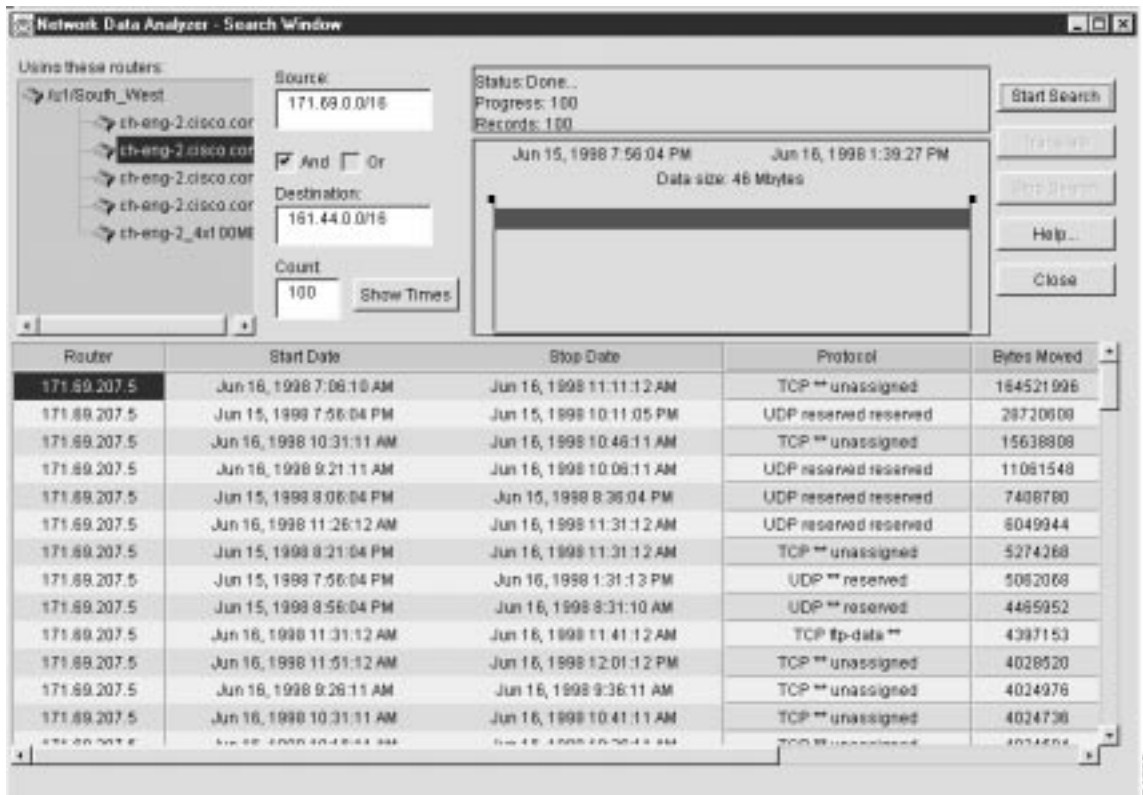 Network Data Analyzer - Search Window
Using these routers:
/u1/South_West
ch-eng-2.cisco.cor
ch-eng-2.cisco.cor
ch-eng-2.cisco.cor
ch-eng-2.cisco.cor
ch-eng-2_4x100ME
Source:
171.69.0.0/16
And Or
Destination:
161.44.0.0/16
Count
100 Show Times
Status:Done...
Progress: 100
Records: 100
Jun 15, 1998 7:56:04 PM Jun 16, 1998 1:39:27 PM
Data size: 46 Mbytes
Start Search
Stop Search
Help...
Close
Router Start Date Stop Date Protocol Bytes Moved
171.69.207.5 Jun 16, 1998 7:06:10 AM Jun 16, 1998 11:11:12 AM TCP ** unassigned 164521996
171.69.207.5 Jun 15, 1998 7:56:04 PM Jun 15, 1998 10:11:05 PM UDP reserved reserved 28720608
171.69.207.5 Jun 16, 1998 10:31:11 AM Jun 16, 1998 10:46:11 AM TCP ** unassigned 15638808
171.69.207.5 Jun 16, 1998 9:21:11 AM Jun 16, 1998 10:06:11 AM UDP reserved reserved 11061548
171.69.207.5 Jun 15, 1998 8:06:04 PM Jun 15, 1998 8:36:04 PM UDP reserved reserved 7408780
171.69.207.5 Jun 16, 1998 11:26:12 AM Jun 16, 1998 11:31:12 AM UDP reserved reserved 6049944
171.69.207.5 Jun 15, 1998 8:21:04 PM Jun 16, 1998 11:31:12 AM TCP ** unassigned 5274268
171.69.207.5 Jun 15, 1998 7:56:04 PM Jun 16, 1998 1:31:13 PM UDP ** reserved 5062068
171.69.207.5 Jun 15, 1998 8:56:04 PM Jun 16, 1998 8:31:10 AM UDP ** reserved 4465952
171.69.207.5 Jun 16, 1998 11:31:12 AM Jun 16, 1998 11:41:12 AM TCP ftp-data ** 4397153
171.69.207.5 Jun 16, 1998 11:51:12 AM Jun 16, 1998 12:01:12 PM TCP ** unassigned 4028520
171.69.207.5 Jun 16, 1998 9:26:11 AM Jun 16, 1998 9:36:11 AM TCP ** unassigned 4024976
171.69.207.5 Jun 16, 1998 10:31:11 AM Jun 16, 1998 10:41:11 AM TCP ** unassigned 4024736